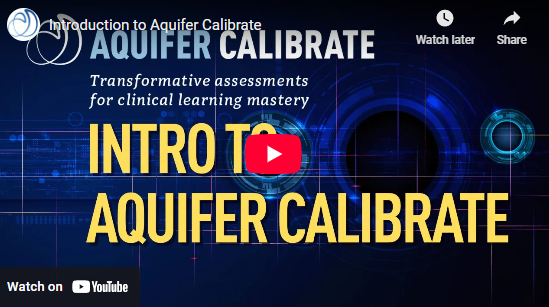 Introduction to Aquifer Calibrate
Watch later
Share
AQUIFER CALIBRATE
Transformative assessments
for clinical learning mastery
INTRO TO
AQUIFER CALIBRATE
Watch on YouTube